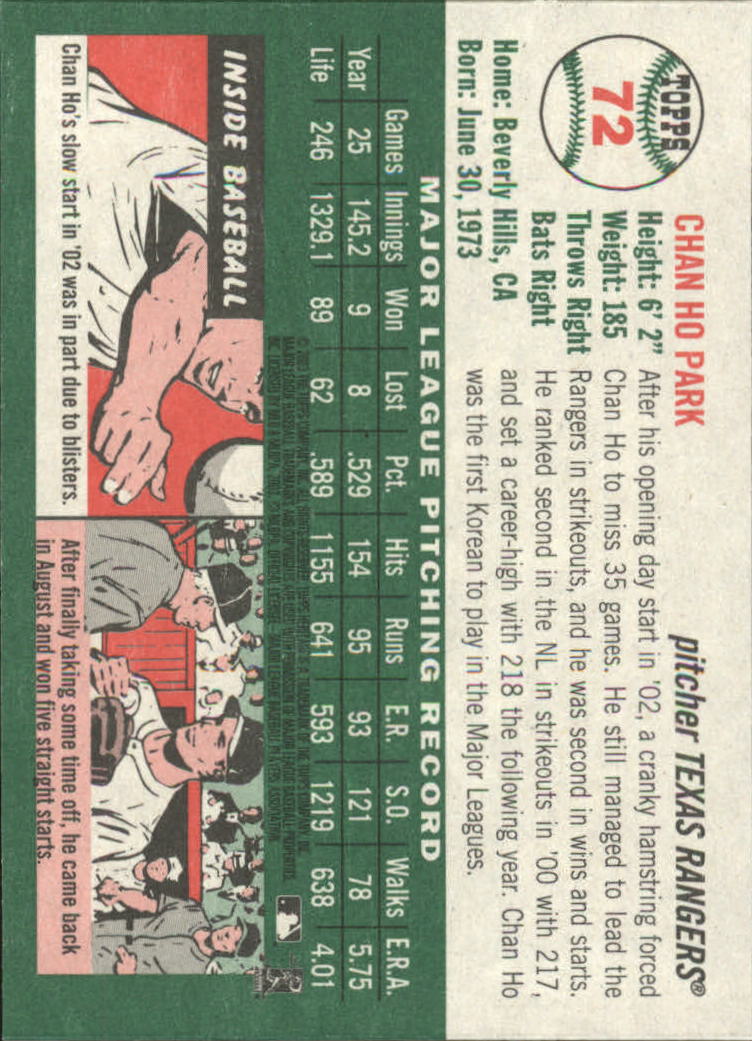 TOPPS
72
CHAN HO PARK
pitcher TEXAS RANGERS®
Height: 6' 2"
Weight: 185
Throws Right
Bats Right
Home: Beverly Hills, CA
Born: June 30, 1973
After his opening day start in '02, a cranky hamstring forced
Chan Ho to miss 35 games. He still managed to lead the
Rangers in strikeouts, and he was second in wins and starts.
He ranked second in the NL in strikeouts in '00 with 217,
and set a career-high with 218 the following year. Chan Ho
was the first Korean to play in the Major Leagues.
MAJOR LEAGUE PITCHING RECORD
Games Innings Won Lost Pct. Hits Runs E.R. S.O. Walks E.R.A.
Year 25 145.2 9 8 .529 154 95 93 121 78 5.75
Life 246 1329.1 89 62 .589 1155 641 593 1219 638 4.01
INSIDE BASEBALL
Chan Ho's slow start in '02 was in part due to blisters.
After finally taking some time off, he came back
in August and won five straight starts.